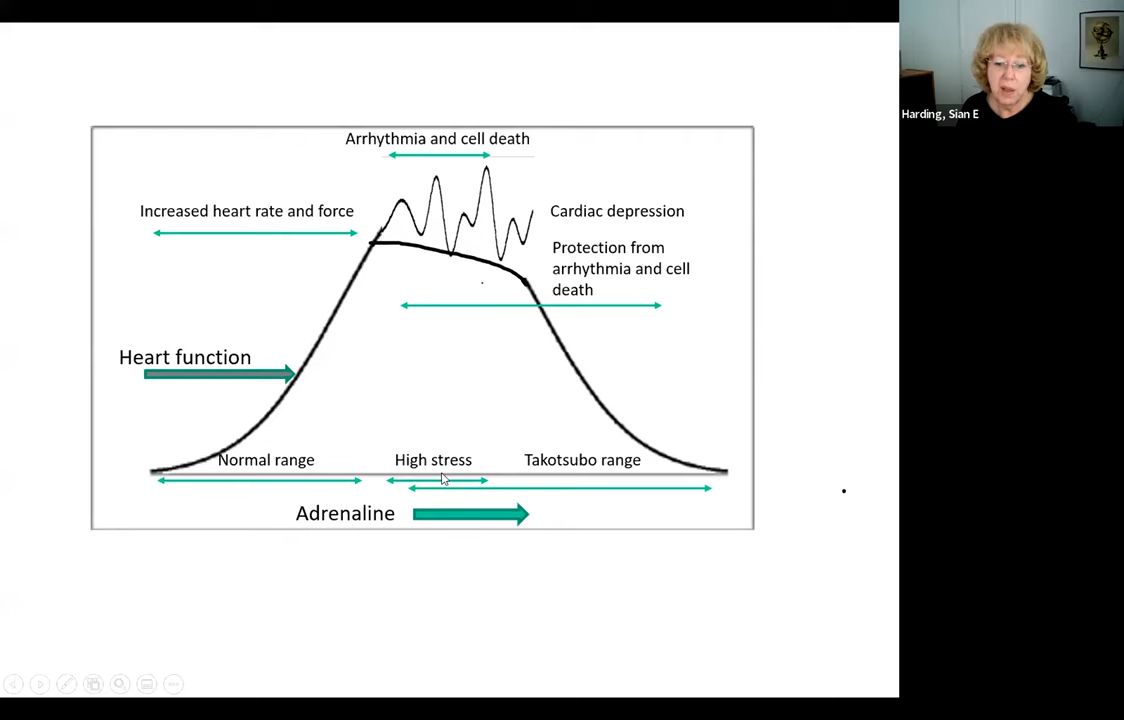 Arrhythmia and cell death
Increased heart rate and force
Cardiac depression
Protection from
arrhythmia and cell
death
Heart function
Normal range
High stress
Takotsubo range
Adrenaline
Harding, Sian E